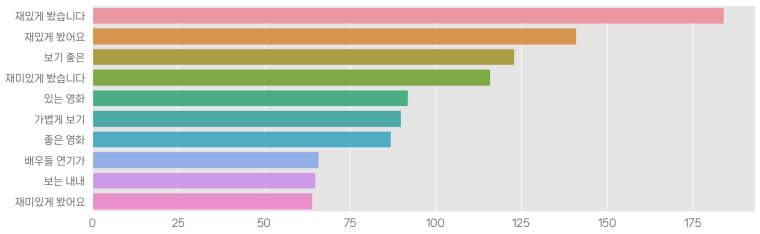 재밌게 봤습니다
재밌게 봤어요
보기 좋은
재미있게 봤습니다
있는 영화
가볍게 보기
좋은 영화
배우들 연기가
보는 내내
재미있게 봤어요
0 25 50 75 100 125 150 175